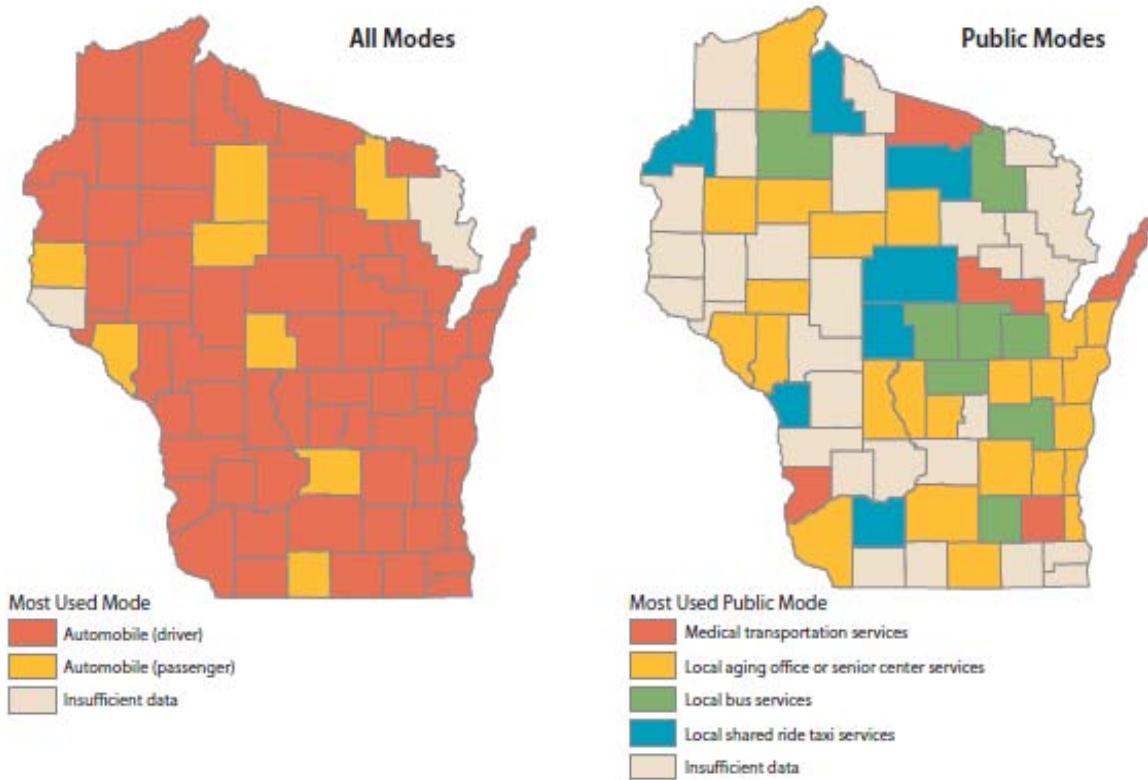 All Modes
Most Used Mode
Automobile (driver)
Automobile (passenger)
Insufficient data
Public Modes
Most Used Public Mode
Medical transportation services
Local aging office or senior center services
Local bus services
Local shared ride taxi services
Insufficient data